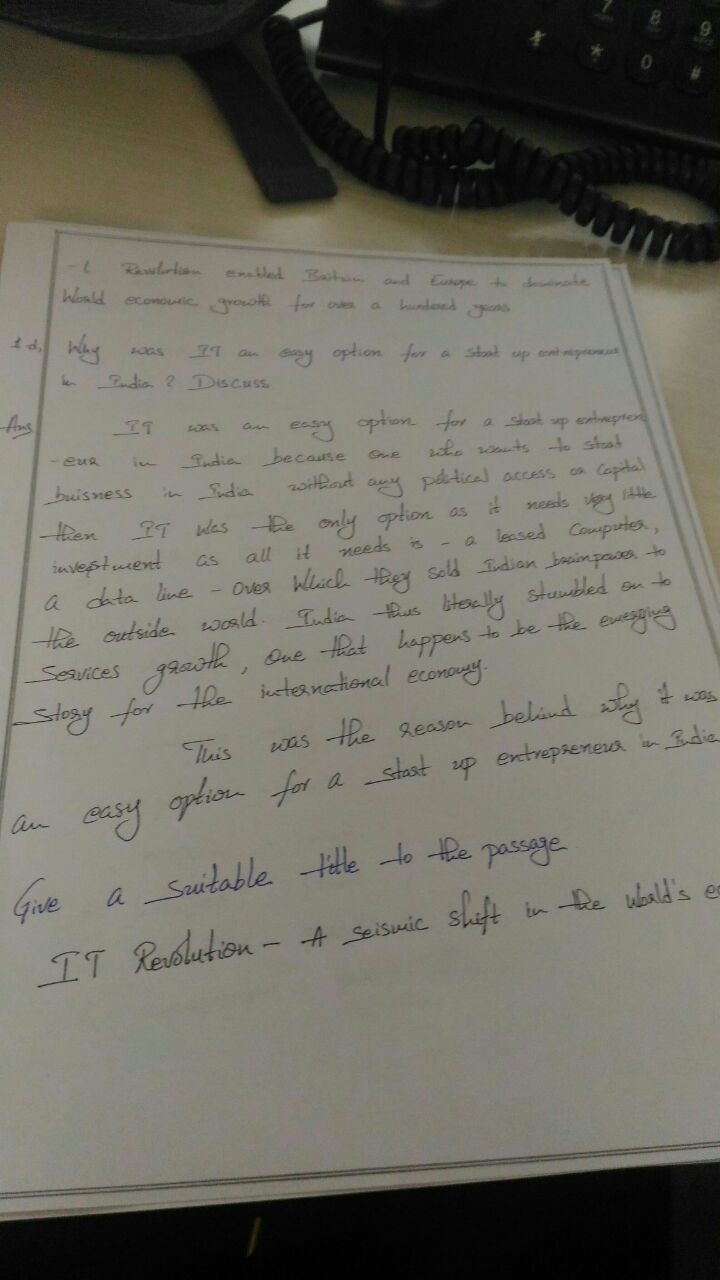 7 8 9
* 0 #
-l Revolution enabled Britain and Europe to dominate
World economic growth for over a hundred years
1 d, Why was IT an easy option for a start up entrepreneur
in India ? Discuss
Ans IT was an easy option for a start up entrepren
-eur in India because one who wants to start
buisness in India without any political access or Capital
then IT was the only option as it needs very little
investment as all it needs is - a leased Computer,
a data line - over Which they sold Indian brainpower to
the outside world. India thus literally stumbled on to
Services growth, one that happens to be the emerging
Story for the international economy.
This was the reason behind why it was
an easy option for a start up entrepreneur in India
Give a suitable title to the passage
IT Revolution - A seismic shift in the world's